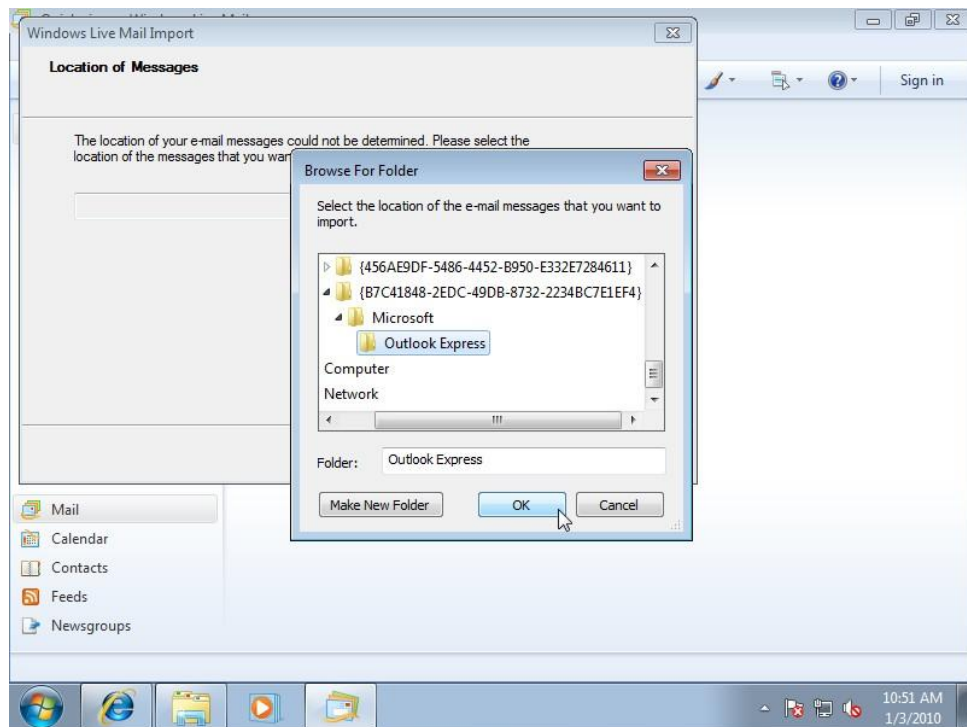 Windows Live Mail Import
Location of Messages
Sign in
The location of your e-mail messages could not be determined. Please select the
location of the messages that you
Browse For Folder
Select the location of the e-mail messages that you want to
import.
{456AE9DF-5486-4452-B950-E332E7284611}
{B7C41848-2EDC-49DB-8732-2234BC7E1EF4}
Microsoft
Outlook Express
Computer
Network
Folder:
Outlook Express
Make New Folder
OK
Cancel
Mail
Calendar
Contacts
Feeds
Newsgroups
10:51 AM
1/3/2010